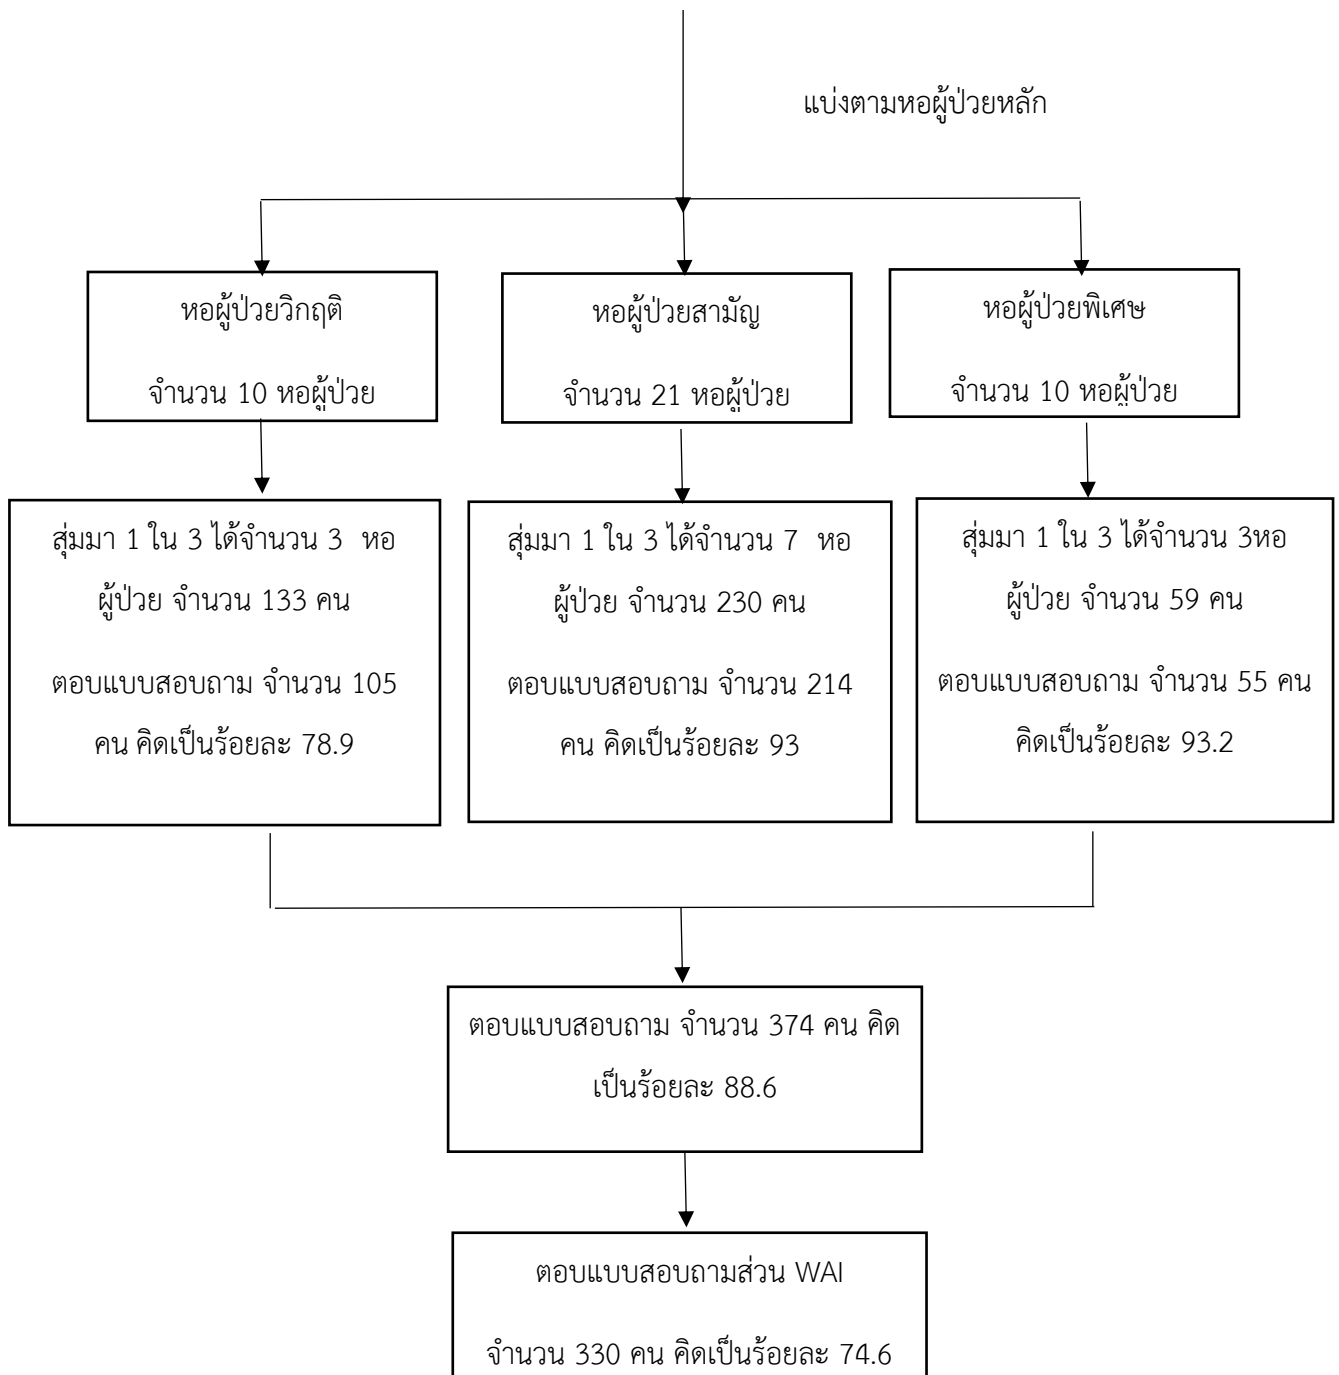 แบ่งตามหอผู้ป่วยหลัก
หอผู้ป่วยวิกฤติ
จำนวน 10 หอผู้ป่วย
หอผู้ป่วยสามัญ
จำนวน 21 หอผู้ป่วย
หอผู้ป่วยพิเศษ
จำนวน 10 หอผู้ป่วย
สุ่มมา 1 ใน 3 ได้จำนวน 3 หอ
ผู้ป่วย จำนวน 133 คน
ตอบแบบสอบถาม จำนวน 105
คน คิดเป็นร้อยละ 78.9
สุ่มมา 1 ใน 3 ได้จำนวน 7 หอ
ผู้ป่วย จำนวน 230 คน
ตอบแบบสอบถาม จำนวน 214
คน คิดเป็นร้อยละ 93
สุ่มมา 1 ใน 3 ได้จำนวน 3หอ
ผู้ป่วย จำนวน 59 คน
ตอบแบบสอบถาม จำนวน 55 คน
คิดเป็นร้อยละ 93.2
ตอบแบบสอบถาม จำนวน 374 คน คิด
เป็นร้อยละ 88.6
ตอบแบบสอบถามส่วน WAI
จำนวน 330 คน คิดเป็นร้อยละ 74.6